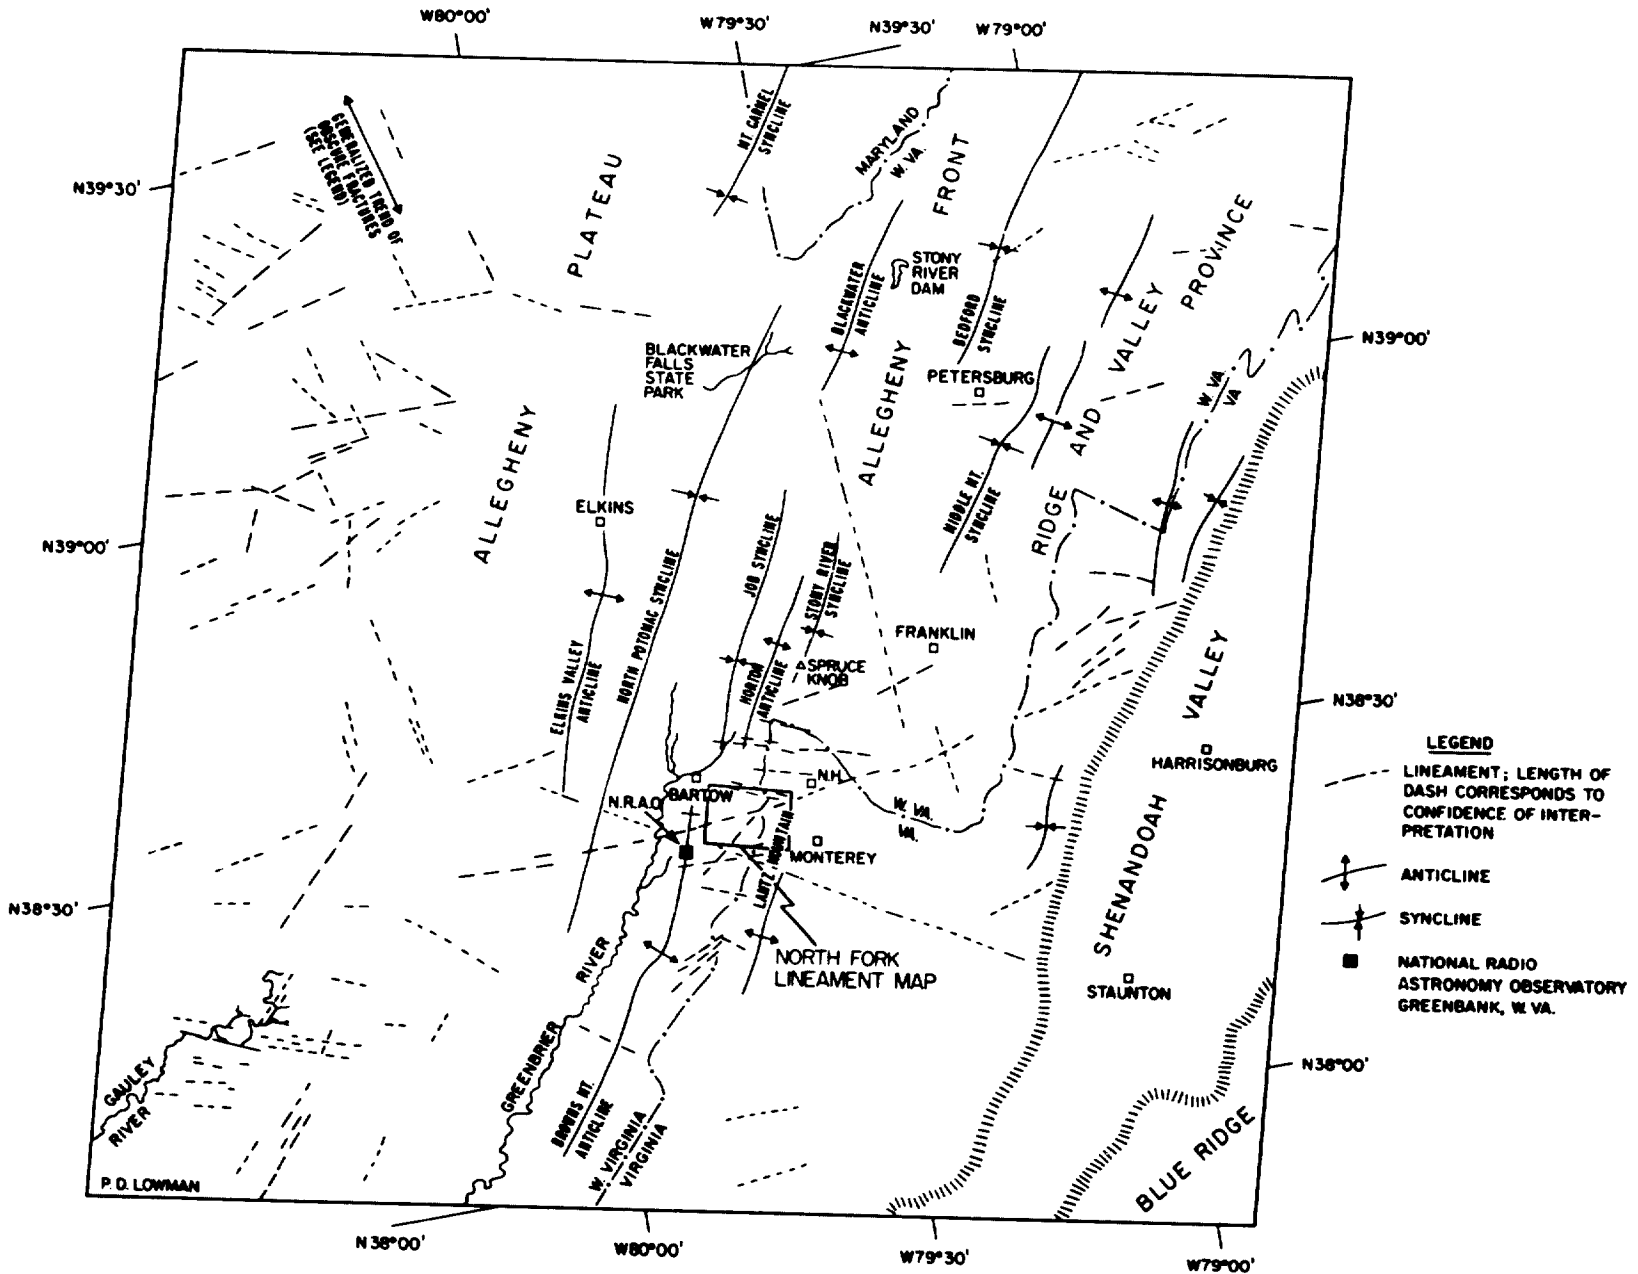 W80°00'
W79°30'
N39°30'
W79°00'
GENERALIZED TREND OF
OBSCURE FRACTURES
(SEE LEGEND)
MT CARMEL
SYNCLINE
MARYLAND
W. VA.
FRONT
PLATEAU
N39°30'
PROVINCE
STONY
RIVER
DAM
BLACKWATER
ANTICLINE
BEDFORD
SYNCLINE
VALLEY
N39°00'
BLACKWATER
FALLS
STATE
PARK
PETERSBURG
ALLEGHENY
W. VA.
VA
AND
ALLEGHENY
ELKINS
MIDDLE MT.
SYNCLINE
RIDGE
N39°00'
JOB SYNCLINE
STONY RIVER
SYNCLINE
NORTH POTOMAC SYNCLINE
FRANKLIN
SPRUCE
KNOB
HORTON
ANTICLINE
ELKINS VALLEY
ANTICLINE
VALLEY
N38°30'
HARRISONBURG
LEGEND
LINEAMENT; LENGTH OF
DASH CORRESPONDS TO
CONFIDENCE OF INTER-
PRETATION
ANTICLINE
SYNCLINE
NATIONAL RADIO
ASTRONOMY OBSERVATORY
GREENBANK, W. VA.
N.H.
BARTOW
N.R.A.O.
W. VA.
VA.
MONTEREY
LANTZ MOUNTAIN
SHENANDOAH
N38°30'
NORTH FORK
LINEAMENT MAP
RIVER
STAUNTON
GREENBRIER
GAULEY
RIVER
N38°00'
BROWNS MT.
ANTICLINE
W. VIRGINIA
VIRGINIA
BLUE RIDGE
P. D. LOWMAN
N38°00'
W80°00'
W79°30'
W79°00'